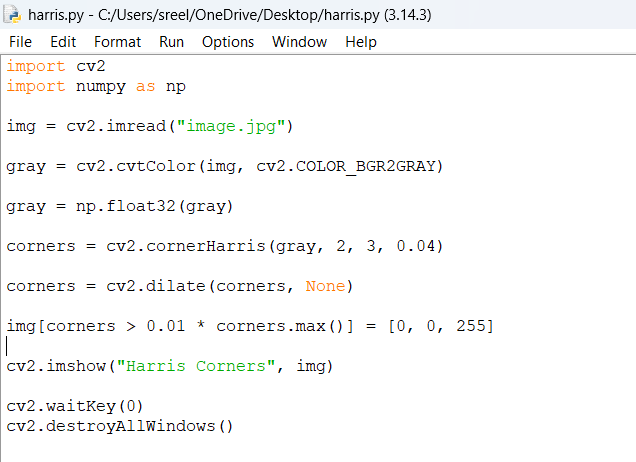 harris.py - C:/Users/sreel/OneDrive/Desktop/harris.py (3.14.3)
File Edit Format Run Options Window Help
import cv2
import numpy as np
img = cv2.imread("image.jpg")
gray = cv2.cvtColor(img, cv2.COLOR_BGR2GRAY)
gray = np.float32(gray)
corners = cv2.cornerHarris(gray, 2, 3, 0.04)
corners = cv2.dilate(corners, None)
img[corners > 0.01 * corners.max()] = [0, 0, 255]
cv2.imshow("Harris Corners", img)
cv2.waitKey(0)
cv2.destroyAllWindows()